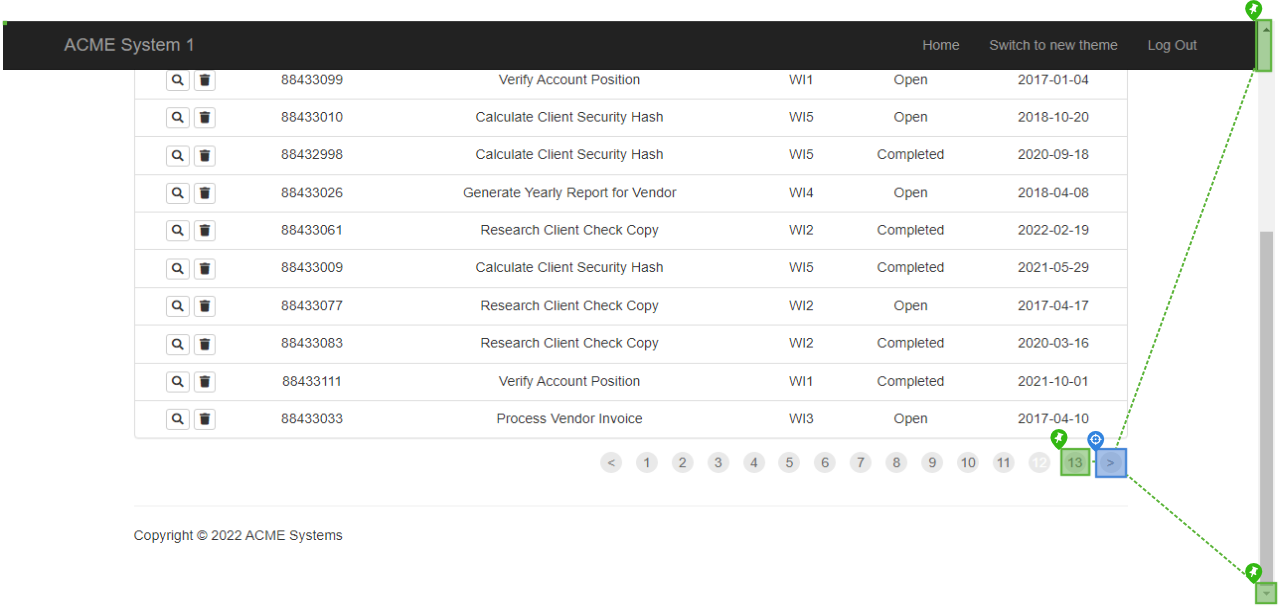 ACME System 1 Home Switch to new theme Log Out
88433099 Verify Account Position WI1 Open 2017-01-04
88433010 Calculate Client Security Hash WI5 Open 2018-10-20
88432998 Calculate Client Security Hash WI5 Completed 2020-09-18
88433026 Generate Yearly Report for Vendor WI4 Open 2018-04-08
88433061 Research Client Check Copy WI2 Completed 2022-02-19
88433009 Calculate Client Security Hash WI5 Completed 2021-05-29
88433077 Research Client Check Copy WI2 Open 2017-04-17
88433083 Research Client Check Copy WI2 Completed 2020-03-16
88433111 Verify Account Position WI1 Completed 2021-10-01
88433033 Process Vendor Invoice WI3 Open 2017-04-10
< 1 2 3 4 5 6 7 8 9 10 11 12 13 >
Copyright © 2022 ACME Systems